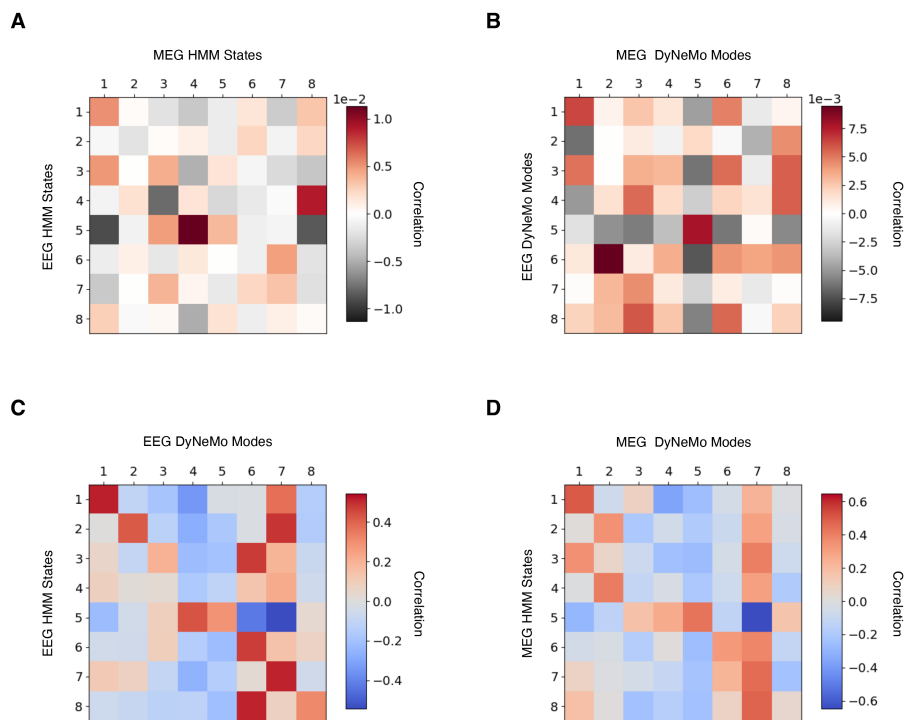 A
MEG HMM States
1 2 3 4 5 6 7 8
EEG HMM States
1
2
3
4
5
6
7
8
1e−2
1.0
0.5
0.0
−0.5
−1.0
Correlation
B
MEG DyNeMo Modes
1 2 3 4 5 6 7 8
EEG DyNeMo Modes
1
2
3
4
5
6
7
8
1e−3
7.5
5.0
2.5
0.0
−2.5
−5.0
−7.5
Correlation
C
EEG DyNeMo Modes
1 2 3 4 5 6 7 8
EEG HMM States
1
2
3
4
5
6
7
8
0.4
0.2
0.0
−0.2
−0.4
Correlation
D
MEG DyNeMo Modes
1 2 3 4 5 6 7 8
MEG HMM States
1
2
3
4
5
6
7
8
0.6
0.4
0.2
0.0
−0.2
−0.4
−0.6
Correlation